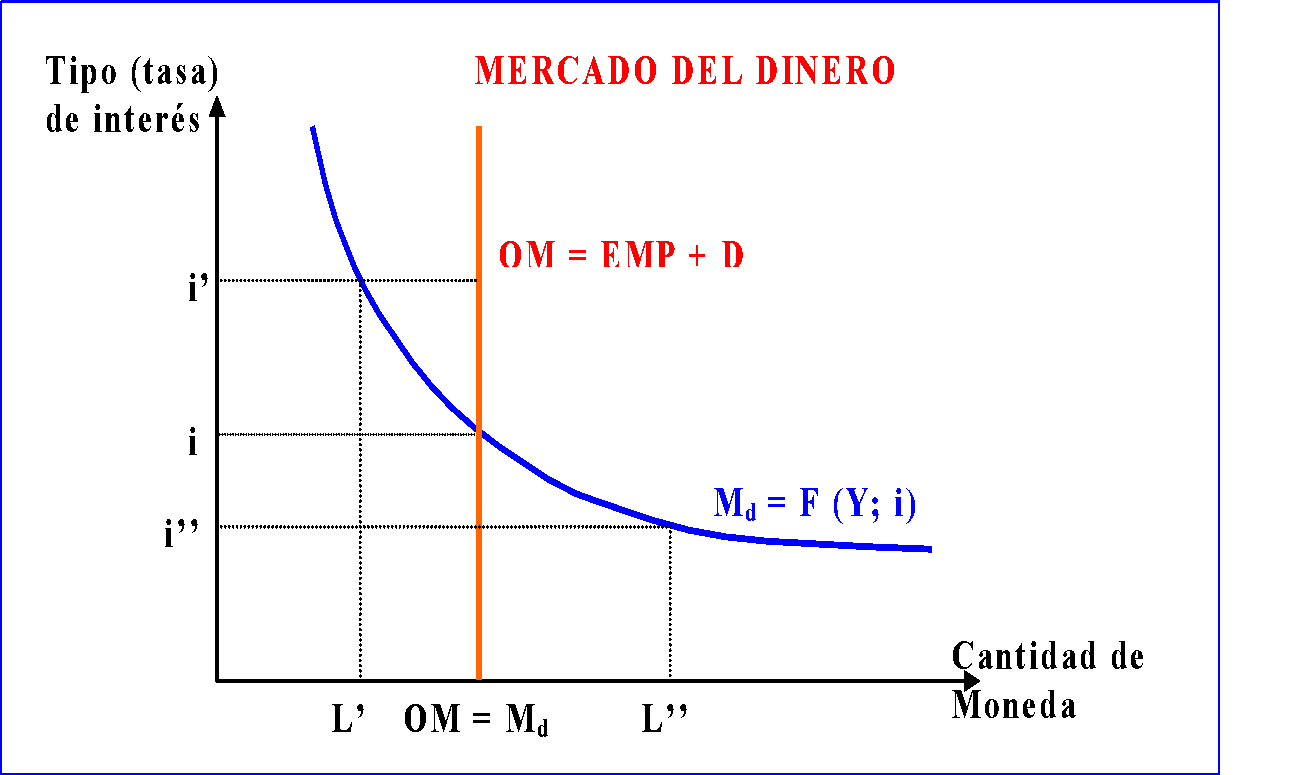 MERCADO DEL DINERO
Tipo (tasa)
de interés
OM = EMP + D
i’
i
i’’
Md = F (Y; i)
Cantidad de
Moneda
L’
OM = Md
L’’